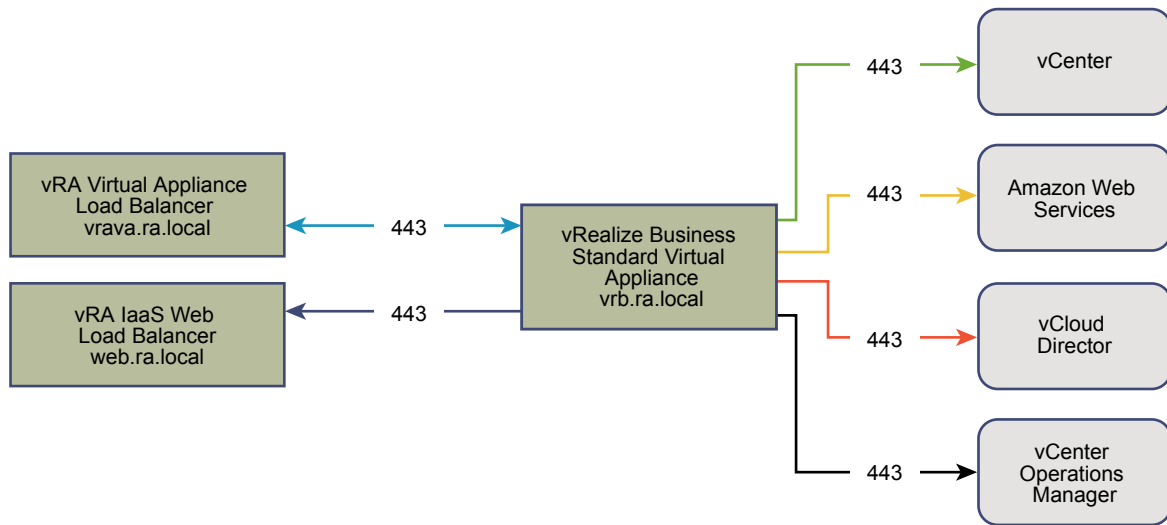 vRA Virtual Appliance
Load Balancer
vrava.ra.local
443
vRA IaaS Web
Load Balancer
web.ra.local
443
vRealize Business
Standard Virtual
Appliance
vrb.ra.local
443
vCenter
443
Amazon Web
Services
443
vCloud
Director
443
vCenter
Operations
Manager